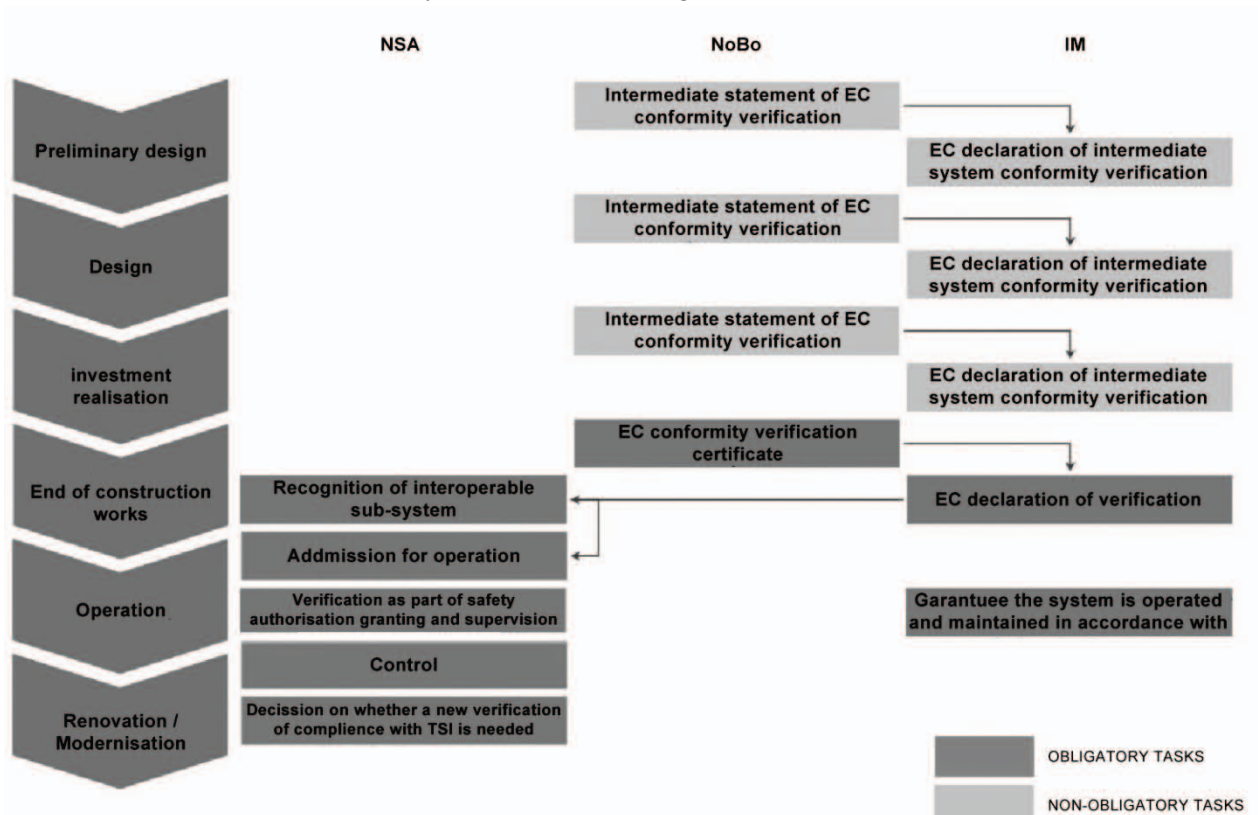 NSA
NoBo
IM
Preliminary design
Intermediate statement of EC
conformity verification
EC declaration of intermediate
system conformity verification
Design
Intermediate statement of EC
conformity verification
EC declaration of intermediate
system conformity verification
investment
realisation
Intermediate statement of EC
conformity verification
EC declaration of intermediate
system conformity verification
End of construction
works
EC conformity verification
certificate
Recognition of interoperable
sub-system
EC declaration of verification
Addmission for operation
Operation
Verification as part of safety
authorisation granting and supervision
Garantuee the system is operated
and maintained in accordance with
Control
Renovation /
Modernisation
Decission on whether a new verification
of complience with TSI is needed
OBLIGATORY TASKS
NON-OBLIGATORY TASKS